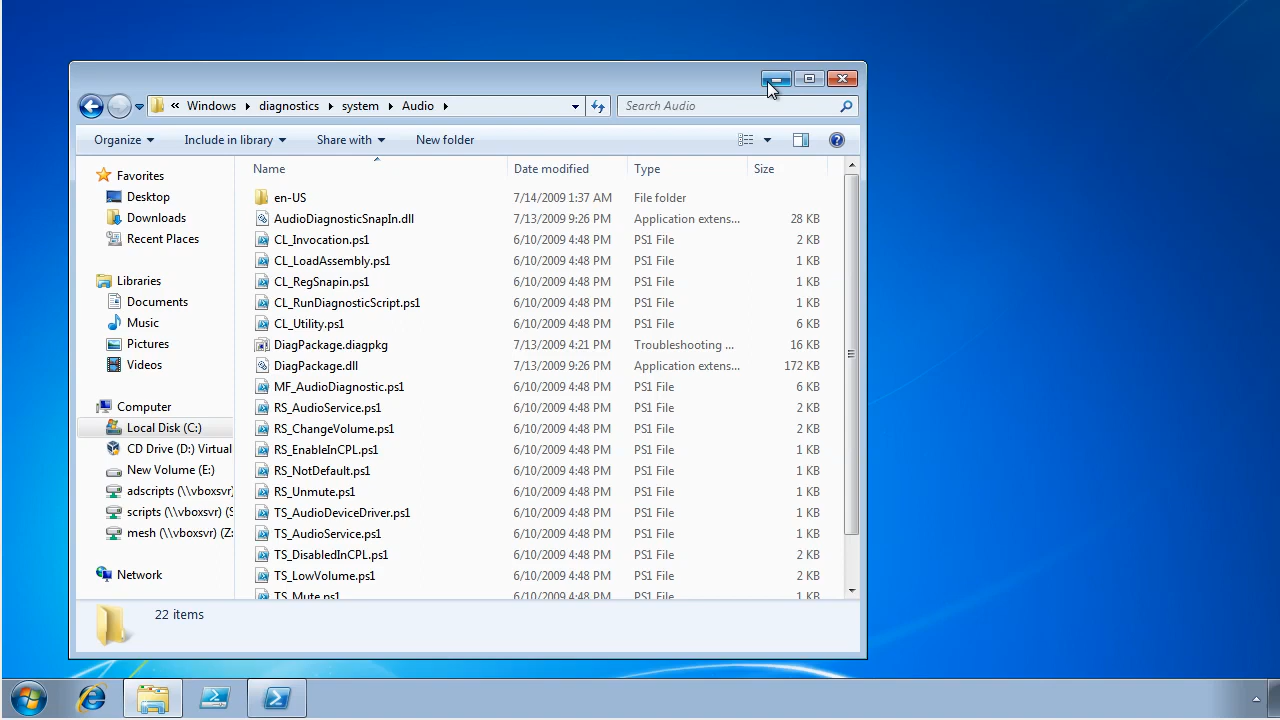 « Windows diagnostics system Audio
Search Audio
Organize Include in library Share with New folder
Name Date modified Type Size
Favorites
Desktop
Downloads
Recent Places
Libraries
Documents
Music
Pictures
Videos
Computer
Local Disk (C:)
CD Drive (D:) Virtual
New Volume (E:)
adscripts (\\vboxsvr)
scripts (\\vboxsvr) (S
mesh (\\vboxsvr) (Z:
Network
en-US 7/14/2009 1:37 AM File folder
AudioDiagnosticSnapIn.dll 7/13/2009 9:26 PM Application extens... 28 KB
CL_Invocation.ps1 6/10/2009 4:48 PM PS1 File 2 KB
CL_LoadAssembly.ps1 6/10/2009 4:48 PM PS1 File 1 KB
CL_RegSnapin.ps1 6/10/2009 4:48 PM PS1 File 1 KB
CL_RunDiagnosticScript.ps1 6/10/2009 4:48 PM PS1 File 1 KB
CL_Utility.ps1 6/10/2009 4:48 PM PS1 File 6 KB
DiagPackage.diagpkg 7/13/2009 4:21 PM Troubleshooting ... 16 KB
DiagPackage.dll 7/13/2009 9:26 PM Application extens... 172 KB
MF_AudioDiagnostic.ps1 6/10/2009 4:48 PM PS1 File 6 KB
RS_AudioService.ps1 6/10/2009 4:48 PM PS1 File 2 KB
RS_ChangeVolume.ps1 6/10/2009 4:48 PM PS1 File 2 KB
RS_EnableInCPL.ps1 6/10/2009 4:48 PM PS1 File 1 KB
RS_NotDefault.ps1 6/10/2009 4:48 PM PS1 File 1 KB
RS_Unmute.ps1 6/10/2009 4:48 PM PS1 File 1 KB
TS_AudioDeviceDriver.ps1 6/10/2009 4:48 PM PS1 File 1 KB
TS_AudioService.ps1 6/10/2009 4:48 PM PS1 File 1 KB
TS_DisabledInCPL.ps1 6/10/2009 4:48 PM PS1 File 2 KB
TS_LowVolume.ps1 6/10/2009 4:48 PM PS1 File 2 KB
TS_Mute.ps1 6/10/2009 4:48 PM PS1 File 1 KB
22 items